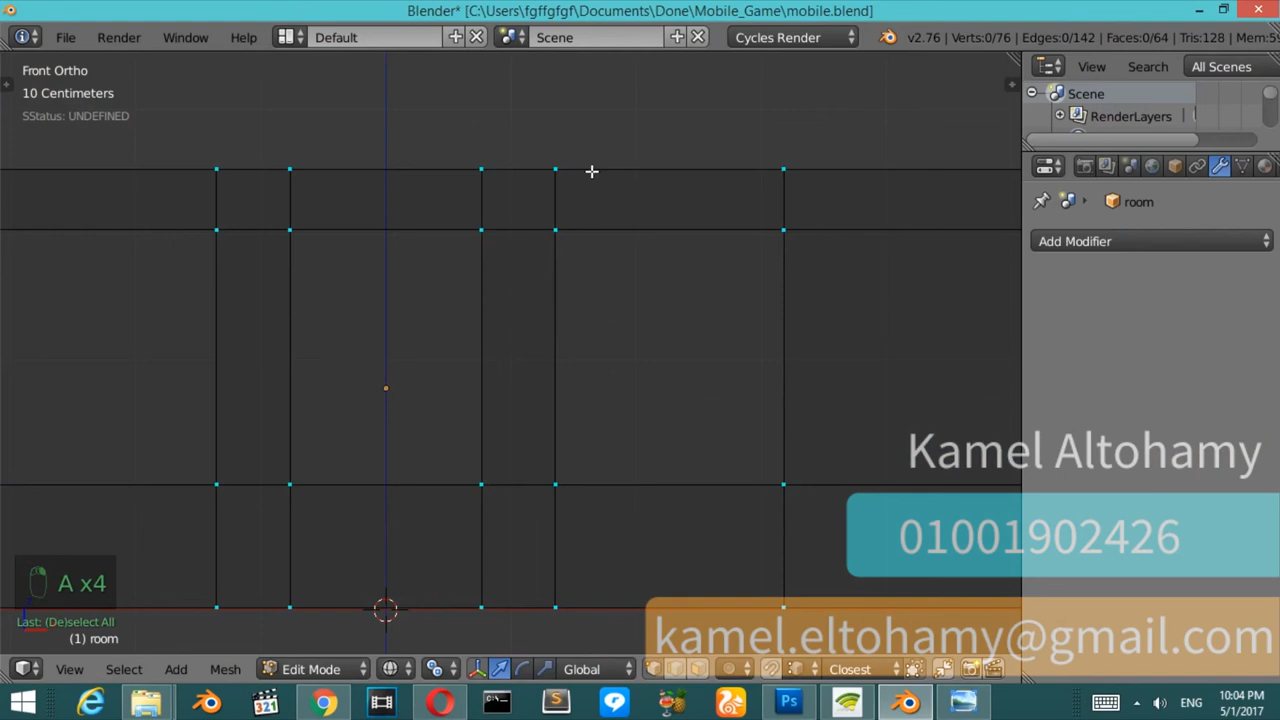 Blender* [C:\Users\fgffgfgf\Documents\Done\Mobile_Game\mobile.blend]
File Render Window Help Default Scene Cycles Render v2.76 | Verts:0/76 | Edges:0/142 | Faces:0/64 | Tris:128 | Mem:5
Front Ortho
10 Centimeters
SStatus: UNDEFINED
View Search All Scenes
Scene
RenderLayers
room
Add Modifier
Kamel Altohamy
01001902426
kamel.eltohamy@gmail.com
A x4
Last: (De)select All
(1) room
View Select Add Mesh Edit Mode Global Closest
321
S
Ps
ENG
10:04 PM
5/1/2017